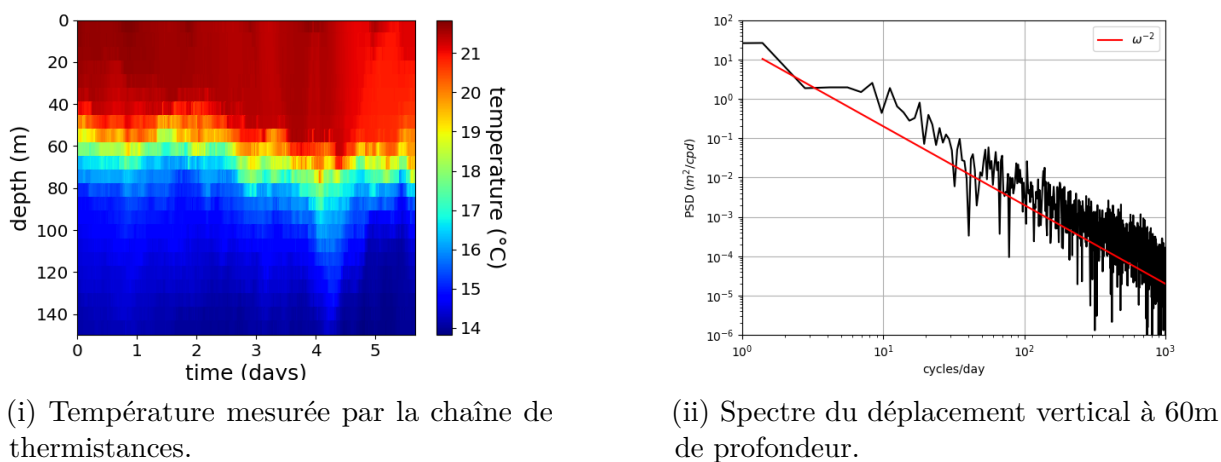 0
20
40
60
80
100
120
140
depth (m)
0 1 2 3 4 5
time (days)
21
20
19
18
17
16
15
14
temperature (°C)
10² 
10¹
10⁰
10⁻¹
10⁻²
10⁻³
10⁻⁴
10⁻⁵
10⁻⁶
PSD (m²/cpd)
ω⁻²
10⁰ 10¹ 10² 10³
cycles/day
(i) Température mesurée par la chaîne de
thermistances.
(ii) Spectre du déplacement vertical à 60m
de profondeur.